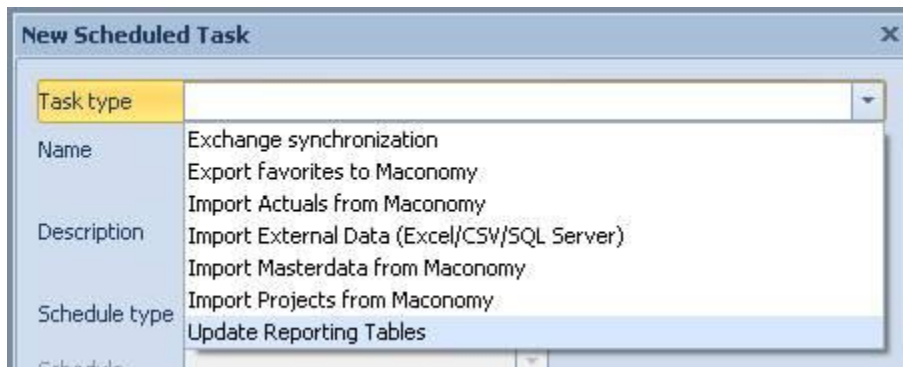 New Scheduled Task
Task type
Exchange synchronization
Name
Export favorites to Maconomy
Import Actuals from Maconomy
Description
Import External Data (Excel/CSV/SQL Server)
Import Masterdata from Maconomy
Import Projects from Maconomy
Schedule type
Update Reporting Tables
Schedule